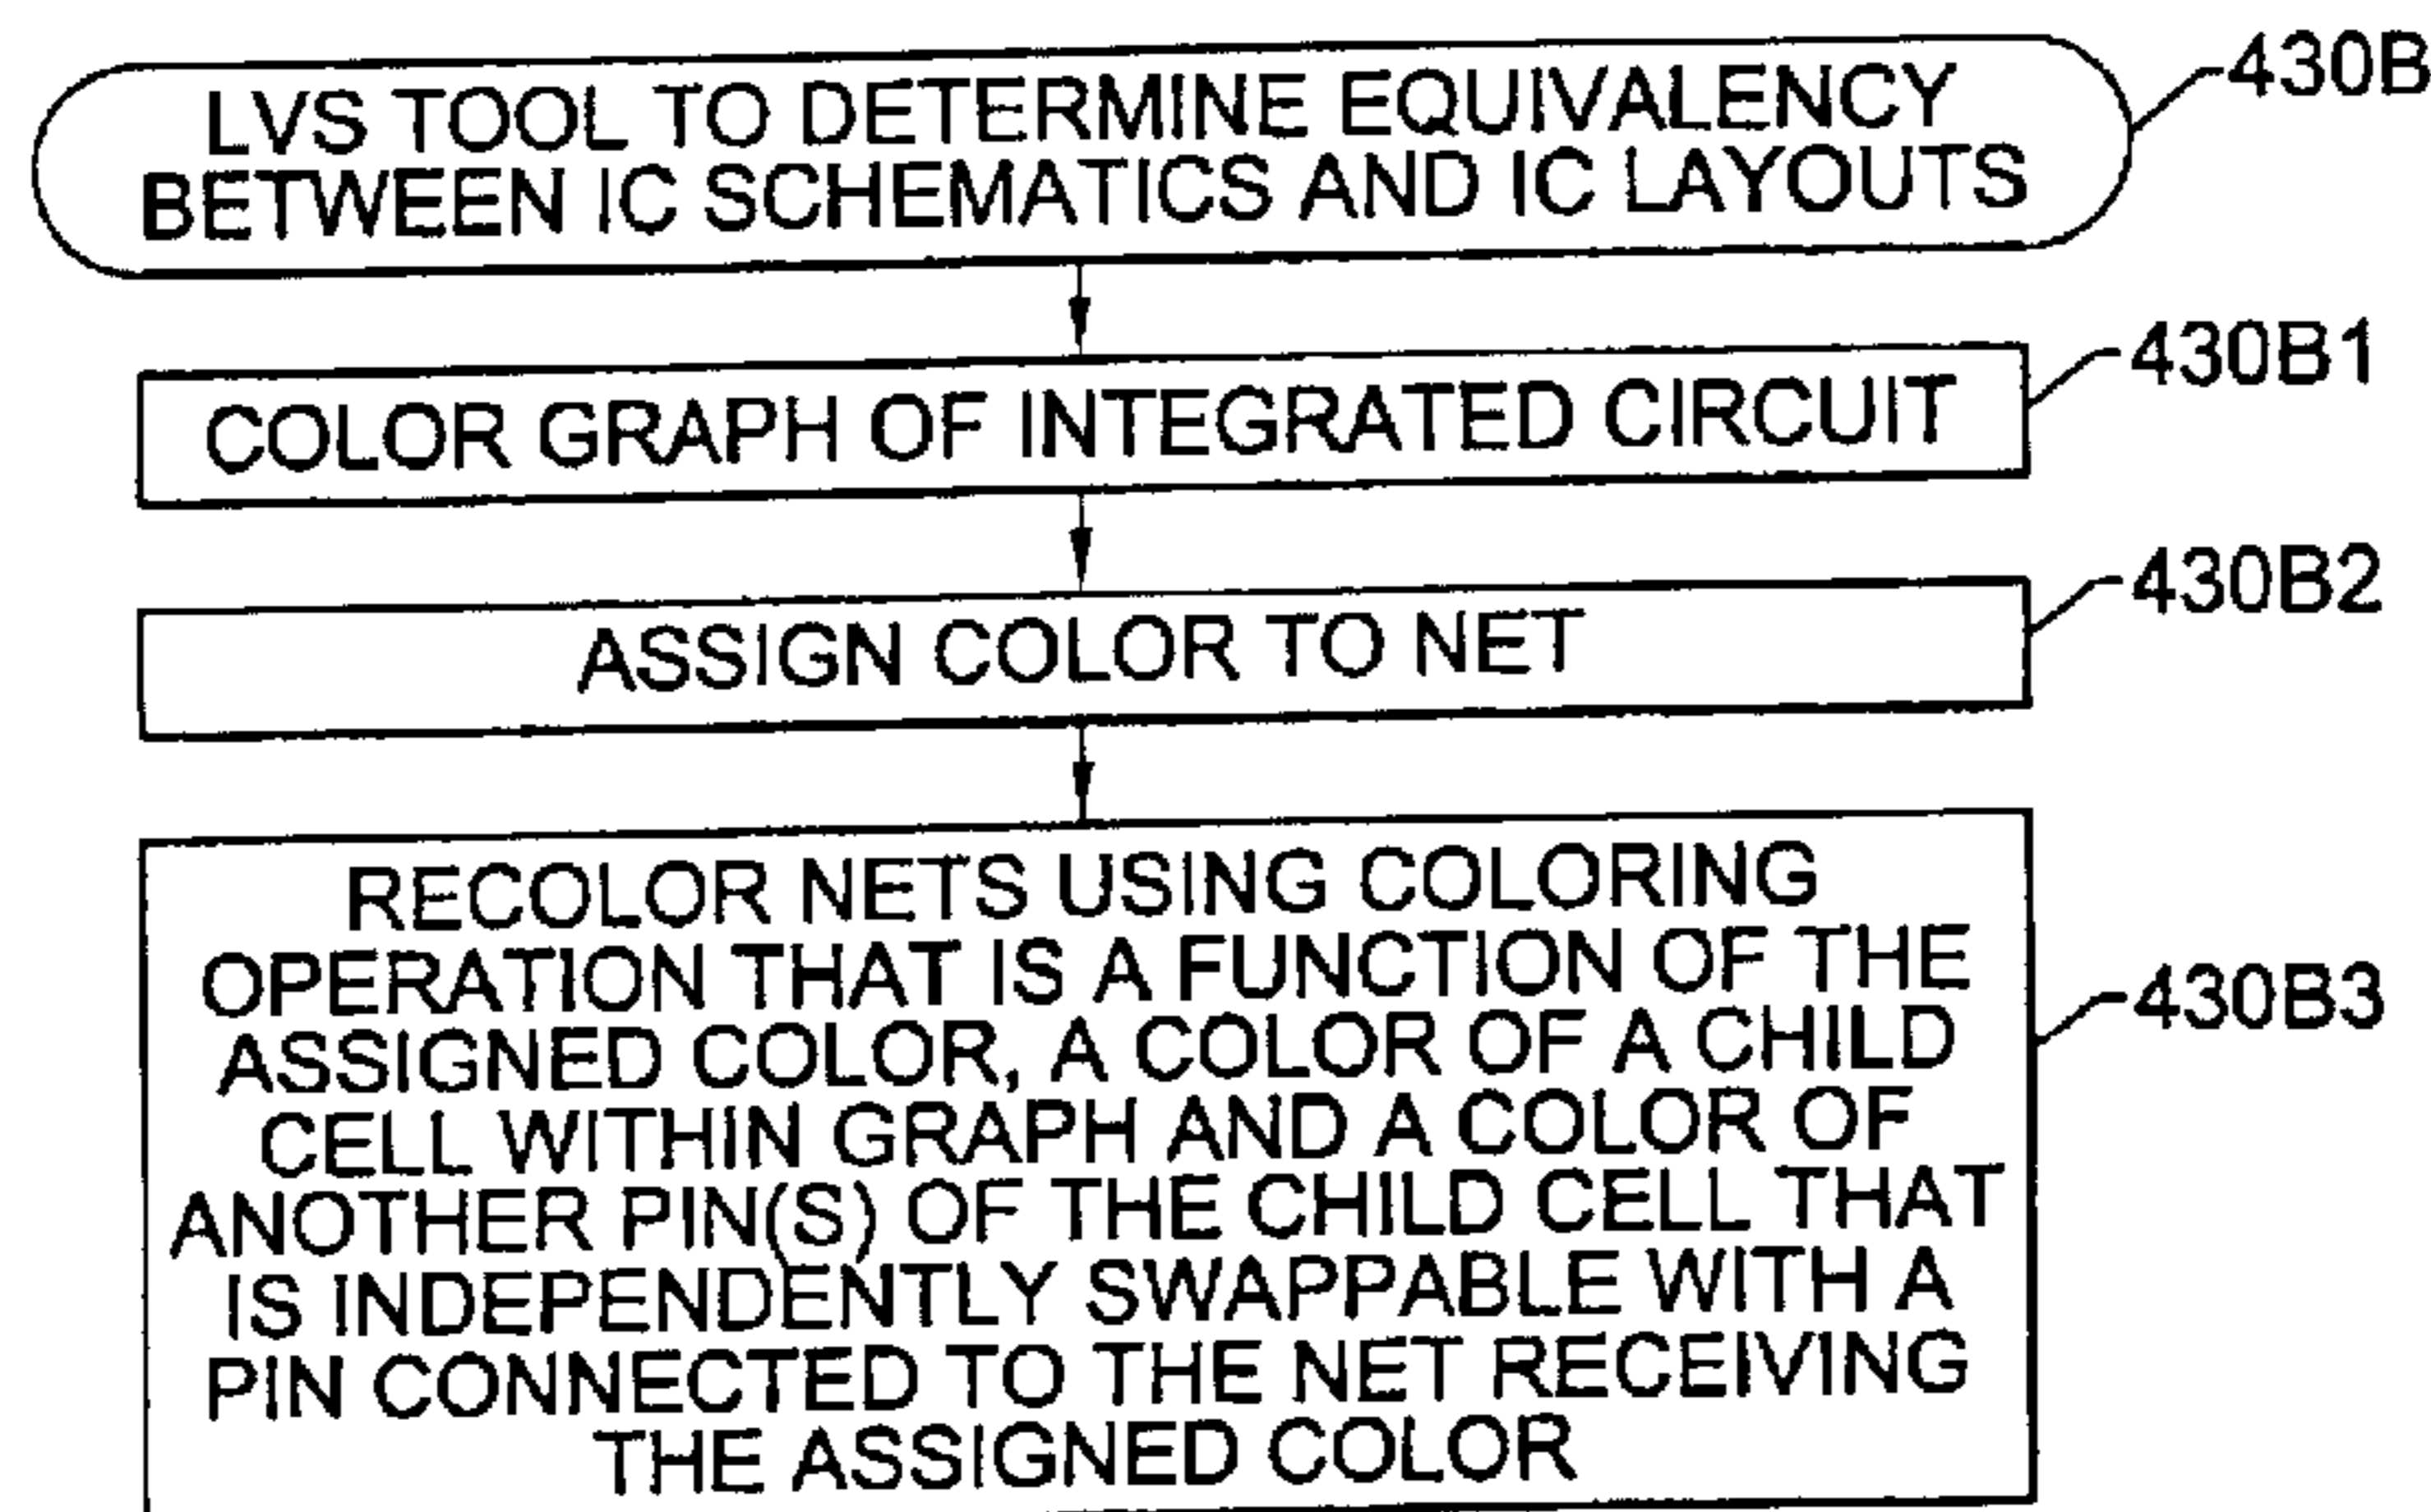 LVS TOOL TO DETERMINE EQUIVALENCY
BETWEEN IC SCHEMATICS AND IC LAYOUTS
430B
COLOR GRAPH OF INTEGRATED CIRCUIT
430B1
ASSIGN COLOR TO NET
430B2
RECOLOR NETS USING COLORING
OPERATION THAT IS A FUNCTION OF THE
ASSIGNED COLOR, A COLOR OF A CHILD
CELL WITHIN GRAPH AND A COLOR OF
ANOTHER PIN(S) OF THE CHILD CELL THAT
IS INDEPENDENTLY SWAPPABLE WITH A
PIN CONNECTED TO THE NET RECEIVING
THE ASSIGNED COLOR
430B3